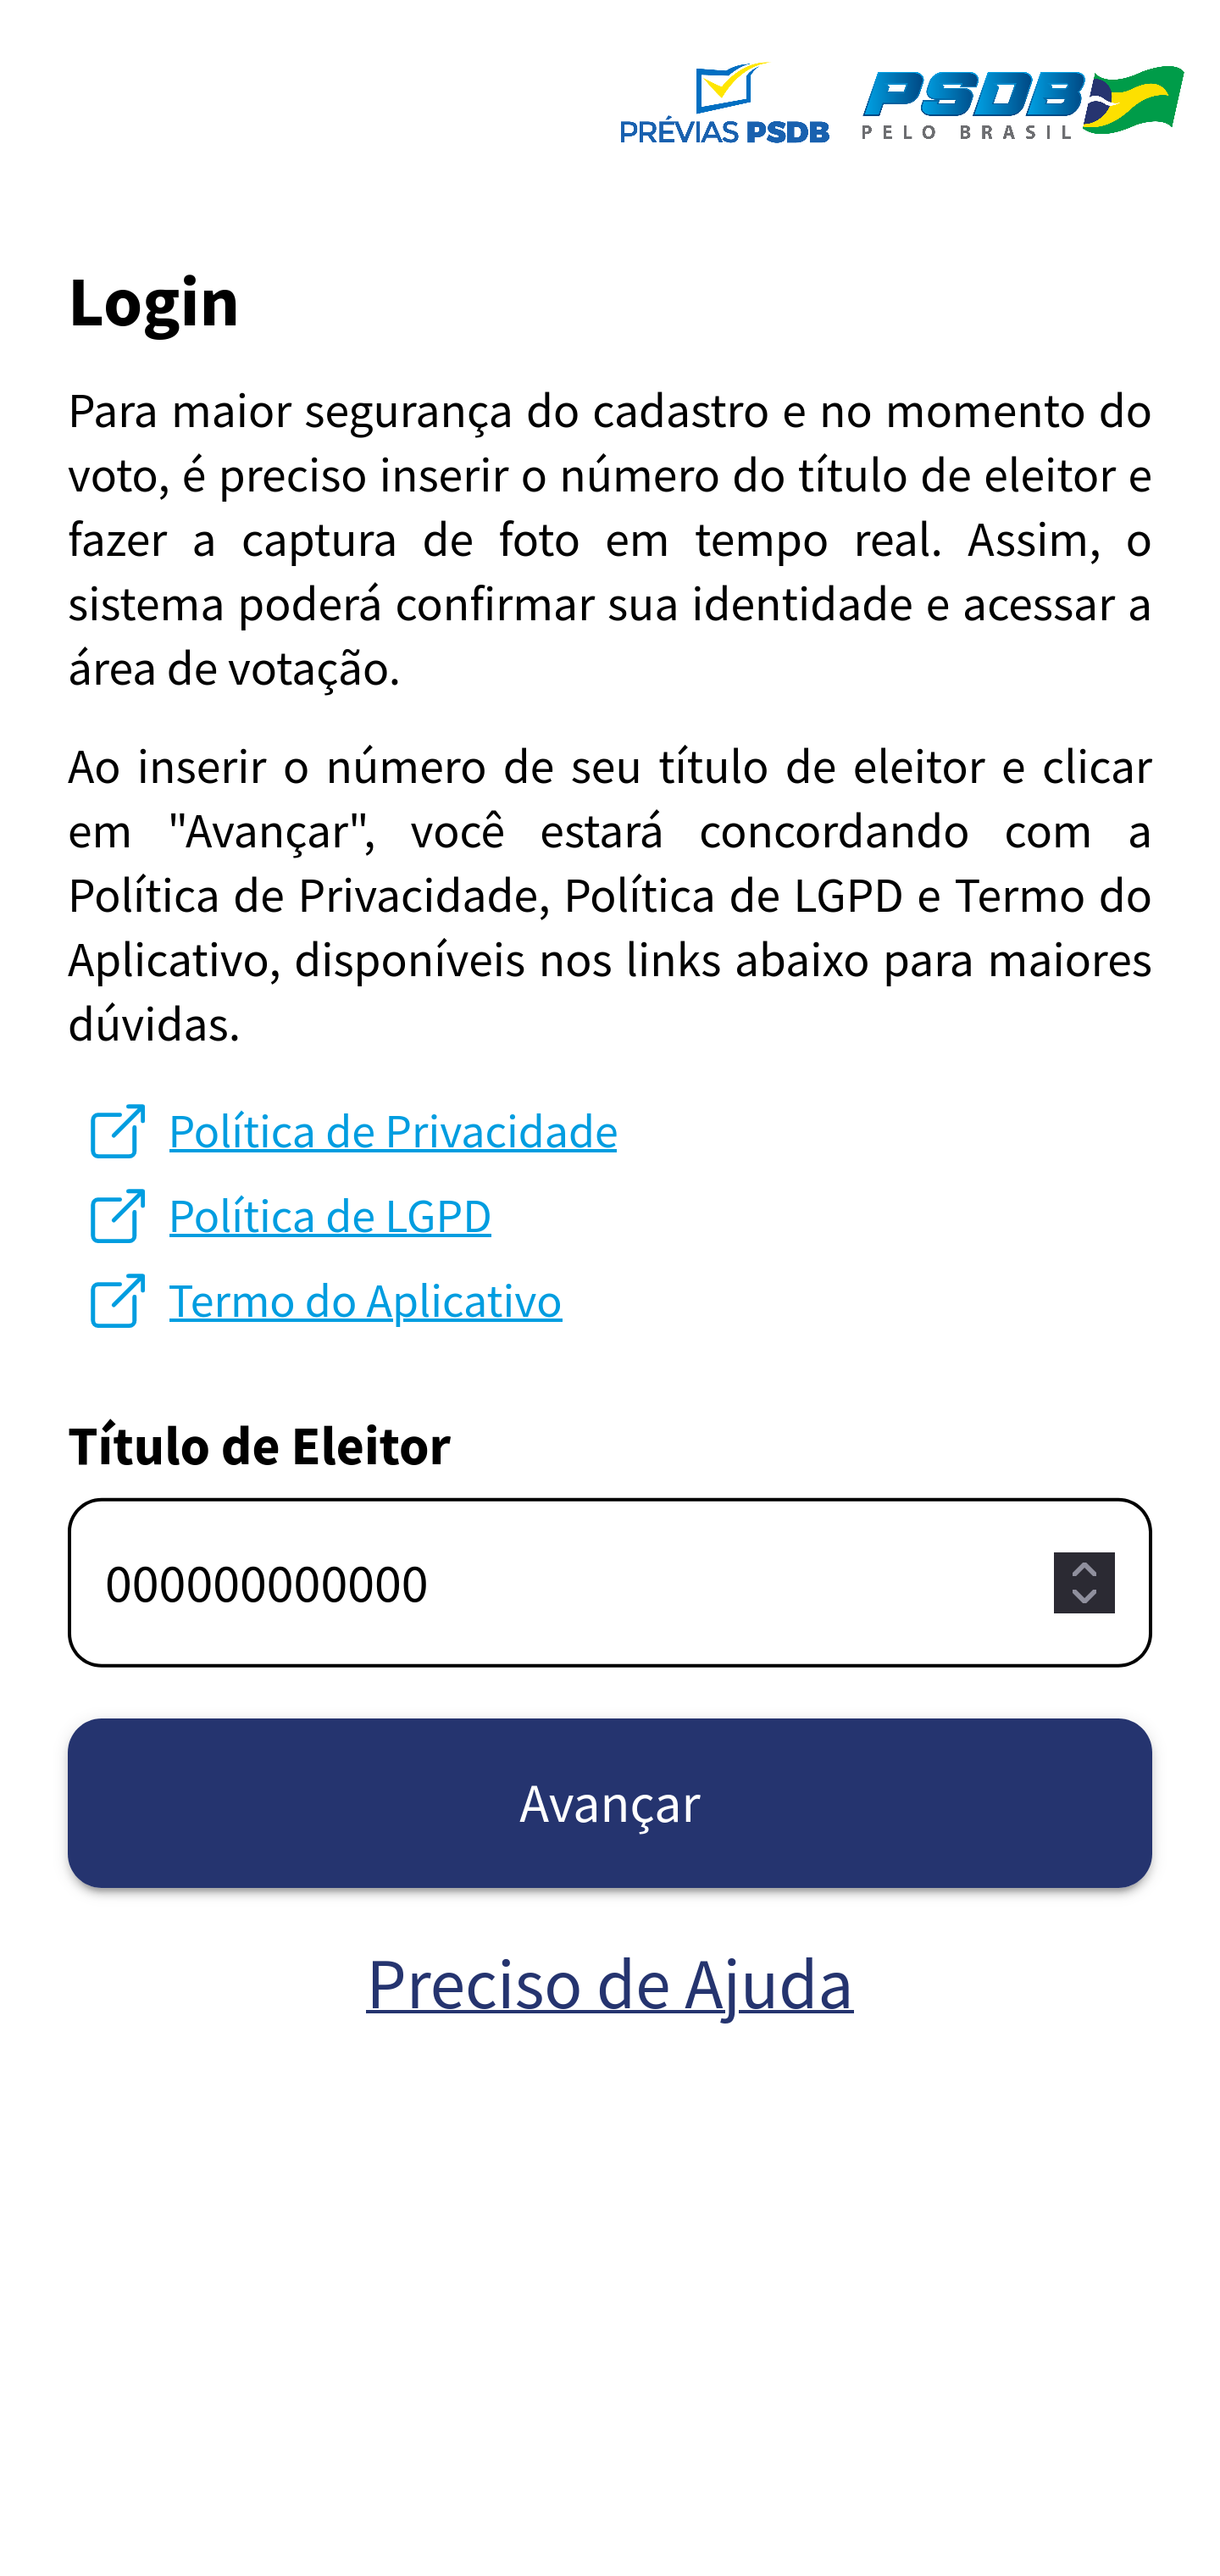 PRÉVIAS PSDB
PSDB
PELO BRASIL
Login
Para maior segurança do cadastro e no momento do
voto, é preciso inserir o número do título de eleitor e
fazer a captura de foto em tempo real. Assim, o
sistema poderá confirmar sua identidade e acessar a
área de votação.
Ao inserir o número de seu título de eleitor e clicar
em "Avançar", você estará concordando com a
Política de Privacidade, Política de LGPD e Termo do
Aplicativo, disponíveis nos links abaixo para maiores
dúvidas.
Política de Privacidade
Política de LGPD
Termo do Aplicativo
Título de Eleitor
000000000000
Avançar
Preciso de Ajuda